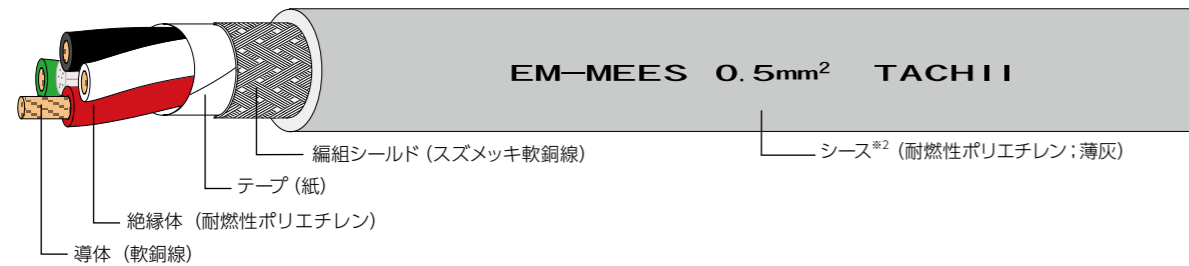 EM—MEES 0.5mm² TACHII
編組シールド (スズメッキ軟銅線)
シース※2 (耐燃性ポリエチレン;薄灰)
テープ (紙)
絶縁体 (耐燃性ポリエチレン)
導体 (軟銅線)